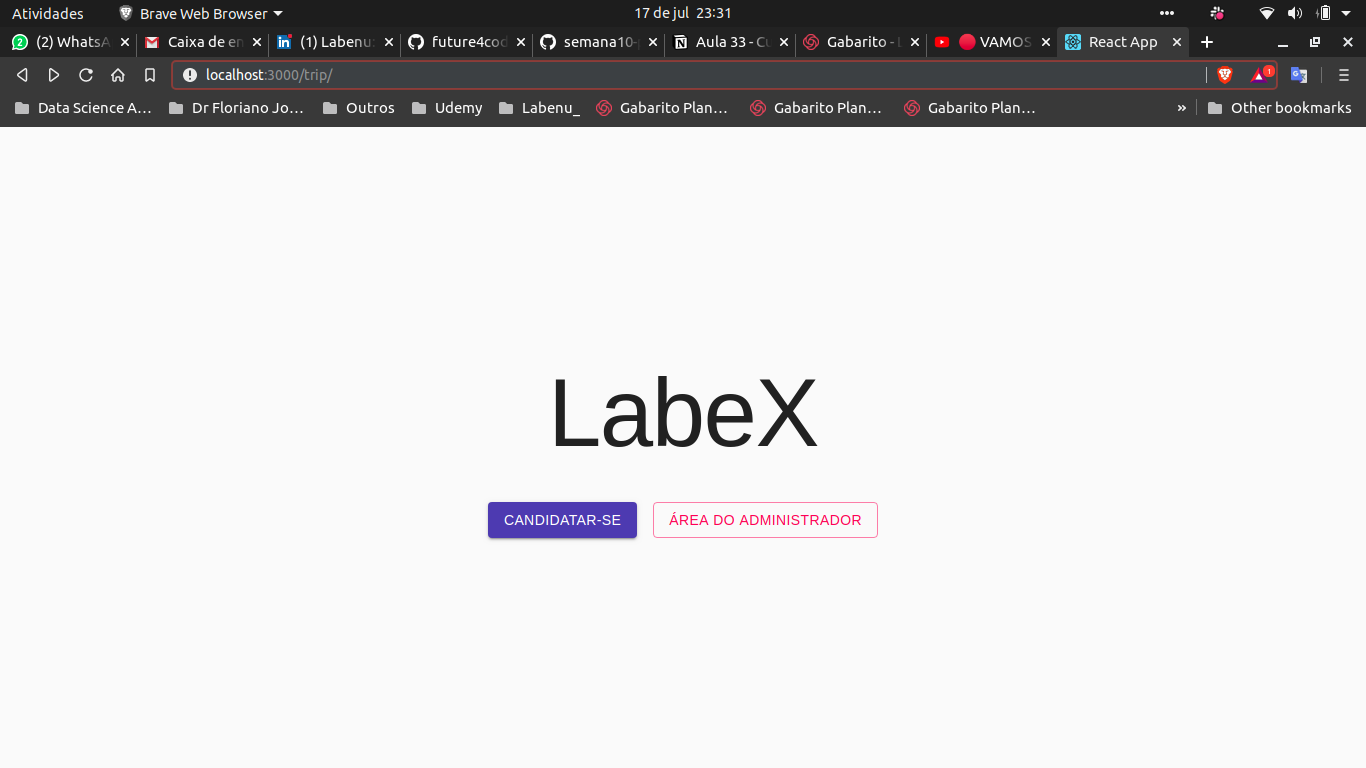 Atividades Brave Web Browser 17 de jul 23:31
(2) WhatsA Caixa de en (1) Labenu: future4cod semana10- Aula 33 - Cu Gabarito - L VAMOS React App
localhost:3000/trip/ 1
Data Science A... Dr Floriano Jo... Outros Udemy Labenu_ Gabarito Plan... Gabarito Plan... Gabarito Plan... » Other bookmarks
LabeX
CANDIDATAR-SE ÁREA DO ADMINISTRADOR